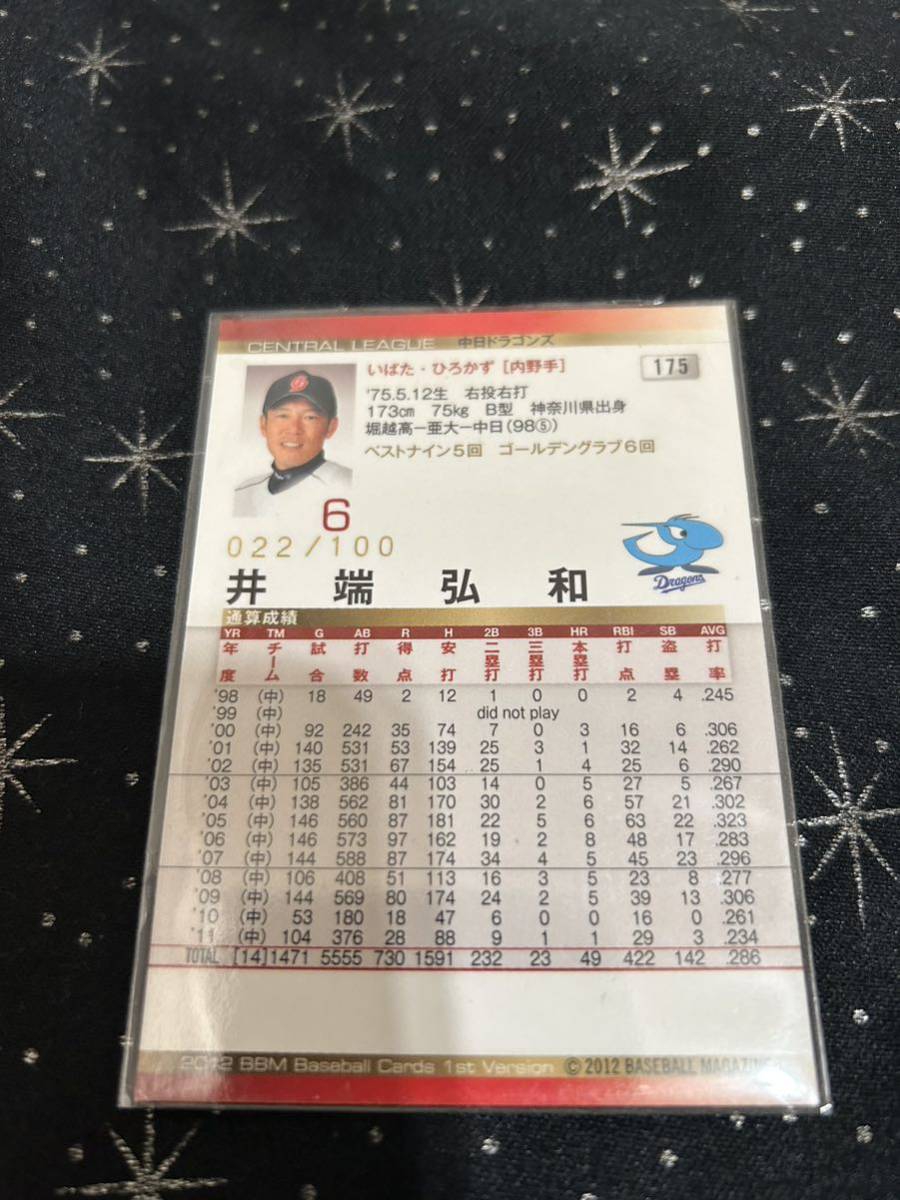 CENTRAL LEAGUE 中日ドラゴンズ
いばた・ひろかず [内野手] 175
'75.5.12生 右投右打
173cm 75kg B型 神奈川県出身
堀越高ー亜大ー中日(98⑤)
ベストナイン5回 ゴールデングラブ6回
6
022/100
井端弘和
Dragons
通算成績
YR TM G AB R H 2B 3B HR RBI SB AVG
年度 チーム 試合 打数 得点 安打 二塁打 三塁打 本塁打 打点 盗塁 打率
'98 (中) 18 49 2 12 1 0 0 2 4 .245
'99 (中) did not play
'00 (中) 92 242 35 74 7 0 3 16 6 .306
'01 (中) 140 531 53 139 25 3 1 32 14 .262
'02 (中) 135 531 67 154 25 1 4 25 6 .290
'03 (中) 105 386 44 103 14 0 5 27 5 .267
'04 (中) 138 562 81 170 30 2 6 57 21 .302
'05 (中) 146 560 87 181 22 5 6 63 22 .323
'06 (中) 146 573 97 162 19 2 8 48 17 .283
'07 (中) 144 588 87 174 34 4 5 45 23 .296
'08 (中) 106 408 51 113 16 3 5 23 8 .277
'09 (中) 144 569 80 174 24 2 5 39 13 .306
'10 (中) 53 180 18 47 6 0 0 16 0 .261
'11 (中) 104 376 28 88 9 1 1 29 3 .234
TOTAL [14] 1471 5555 730 1591 232 23 49 422 142 .286
2012 BBM Baseball Cards 1st Version © 2012 BASEBALL MAGAZINE